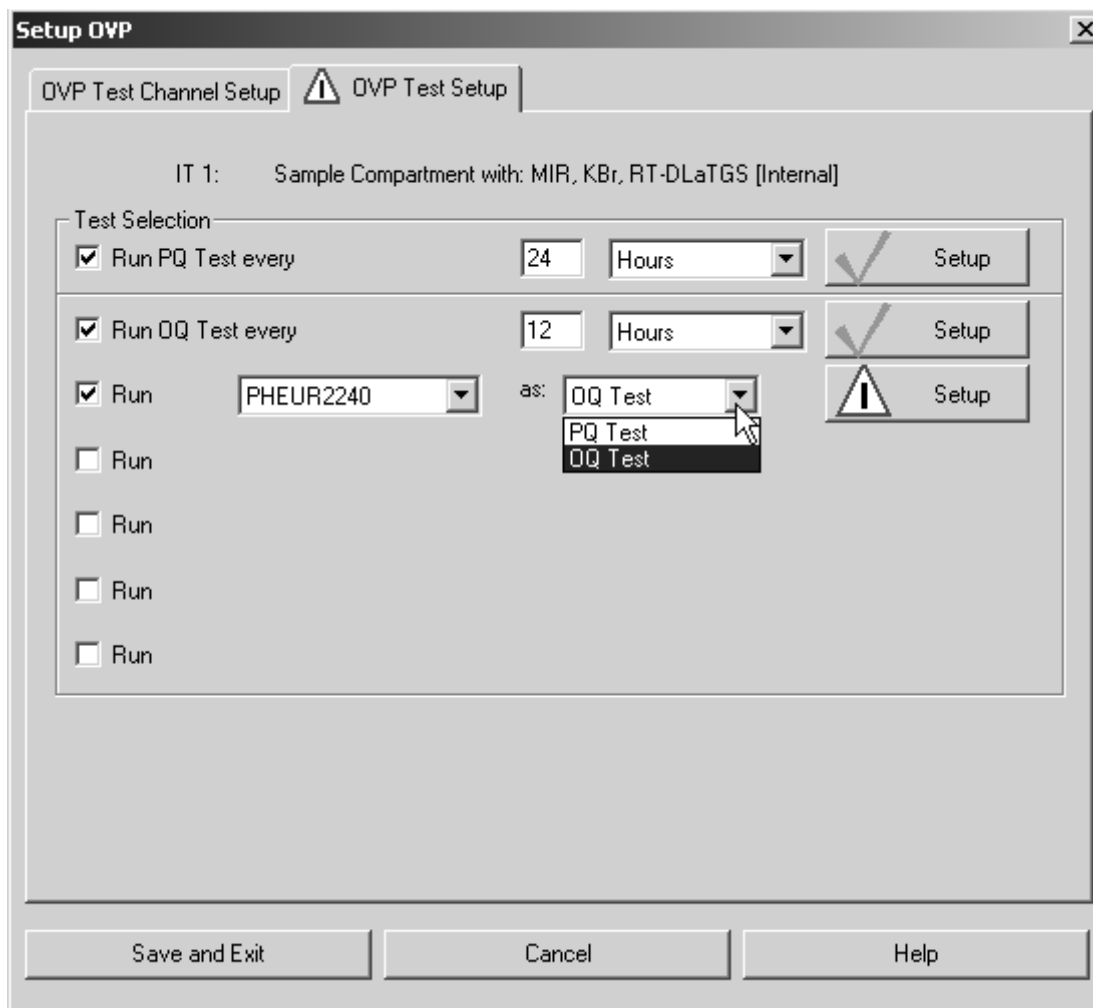 Setup OVP
OVP Test Channel Setup OVP Test Setup
IT 1: Sample Compartment with: MIR, KBr, RT-DLaTGS [Internal]
Test Selection
Run PQ Test every 24 Hours Setup
Run OQ Test every 12 Hours Setup
Run PHEUR2240 as: OQ Test Setup
PQ Test
OQ Test
Run
Run
Run
Run
Save and Exit Cancel Help